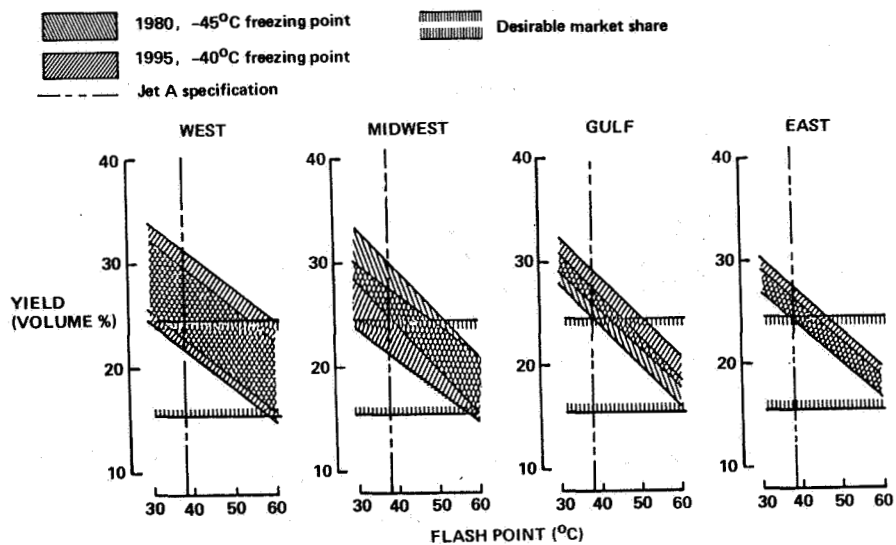 1980, -45°C freezing point
1995, -40°C freezing point
Jet A specification
Desirable market share
WEST
MIDWEST
GULF
EAST
40
30
20
10
40
30
20
10
40
30
20
10
40
30
20
10
YIELD
(VOLUME %)
30 40 50 60
30 40 50 60
30 40 50 60
30 40 50 60
FLASH POINT (°C)